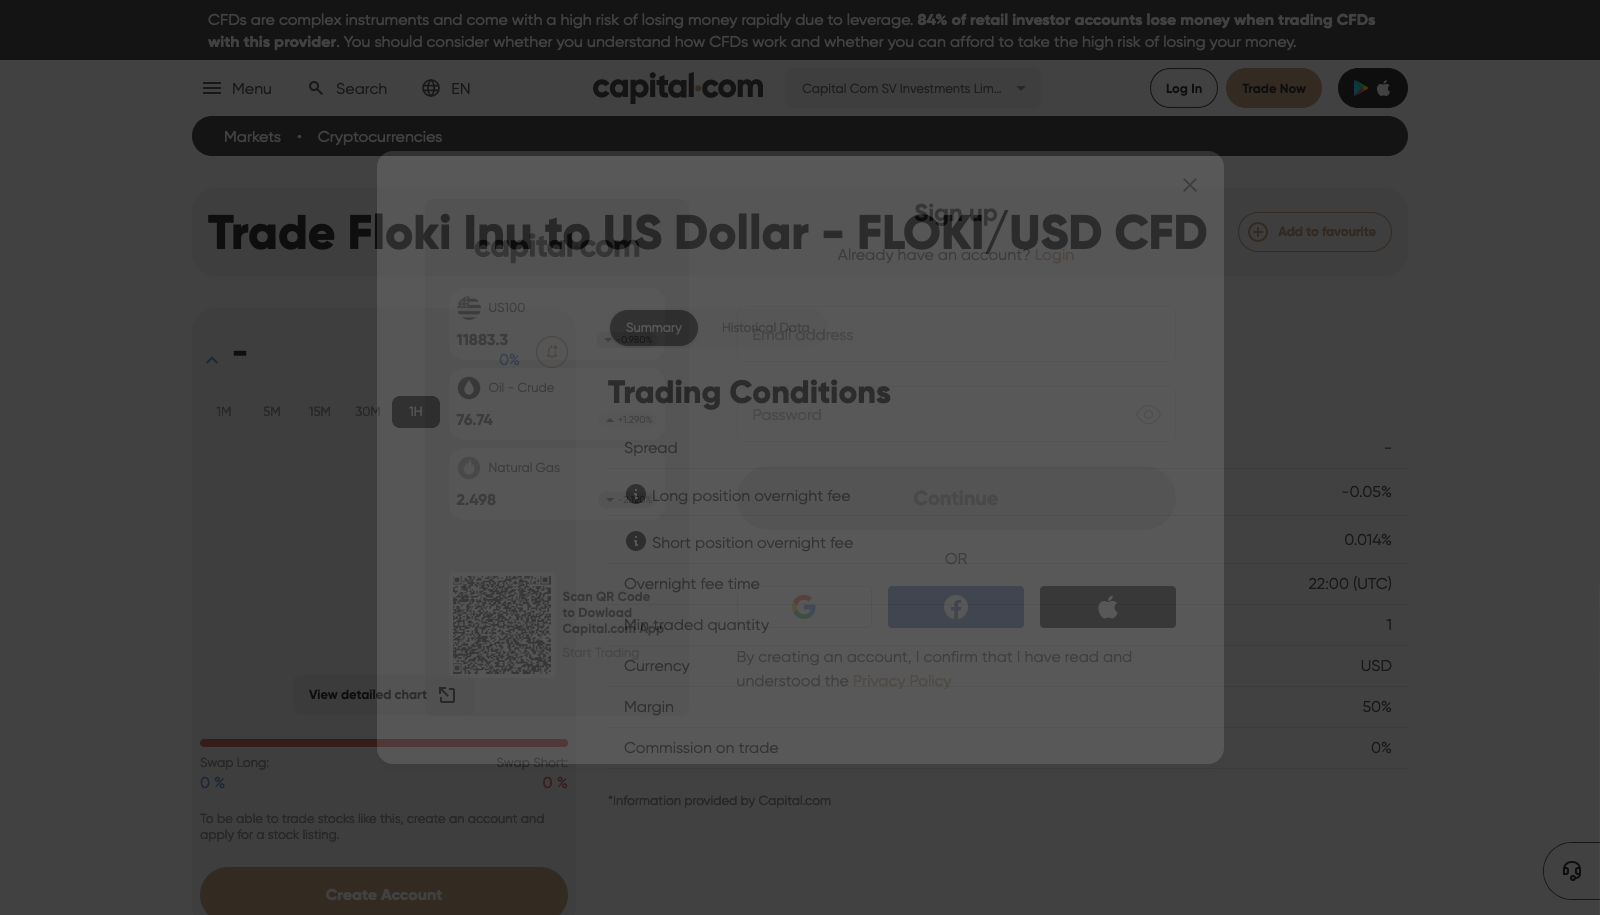 CFDs are complex instruments and come with a high risk of losing money rapidly due to leverage. 84% of retail investor accounts lose money when trading CFDs
with this provider. You should consider whether you understand how CFDs work and whether you can afford to take the high risk of losing your money.
Menu
Search
EN
capital.com
Capital Com SV Investments Lim...
Log In
Trade Now
Markets • Cryptocurrencies
Trade Floki Inu to US Dollar - FLOKI/USD CFD
Add to favourite
Sign up
capital.com
Already have an account? Login
US100
11883.3
-0.980%
0%
Summary
Historical Data
Email address
Oil - Crude
76.74
+1.290%
Trading Conditions
Password
1M
5M
15M
30M
1H
Natural Gas
2.498
Spread
-
Long position overnight fee
-0.05%
Continue
Short position overnight fee
0.014%
OR
Overnight fee time
22:00 (UTC)
Scan QR Code
to Dowload
Capital.com App
Start Trading
Min traded quantity
1
By creating an account, I confirm that I have read and
understood the Privacy Policy
Currency
USD
View detailed chart
Margin
50%
Commission on trade
0%
Swap Long:
0 %
Swap Short:
0 %
*Information provided by Capital.com
To be able to trade stocks like this, create an account and
apply for a stock listing.
Create Account